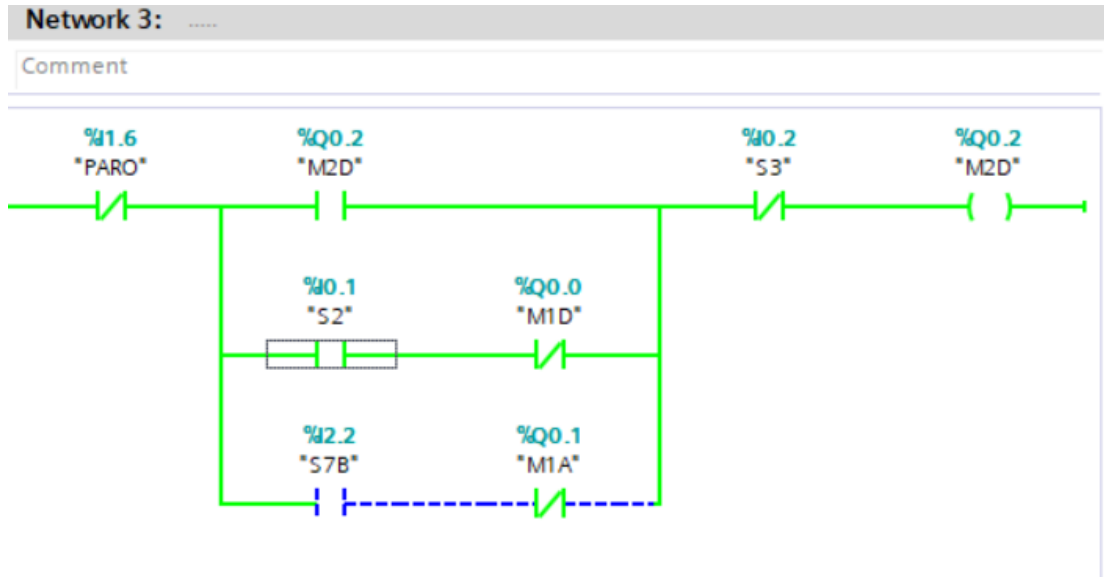 Network 3: .....
Comment
%I1.6 %Q0.2 %I0.2 %Q0.2
"PARO" "M2D" "S3" "M2D"
%I0.1 %Q0.0
"S2" "M1D"
%I2.2 %Q0.1
"S7B" "M1A"